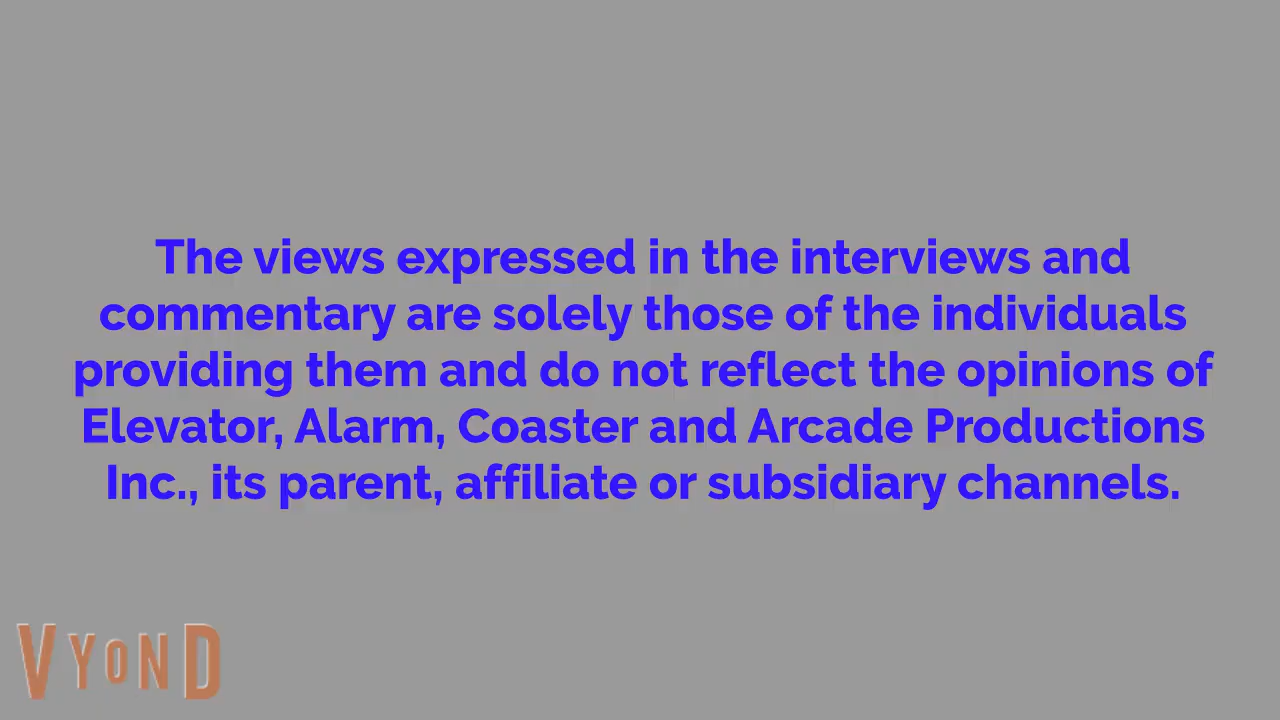 The views expressed in the interviews and
commentary are solely those of the individuals
providing them and do not reflect the opinions of
Elevator, Alarm, Coaster and Arcade Productions
Inc., its parent, affiliate or subsidiary channels.
VYOND